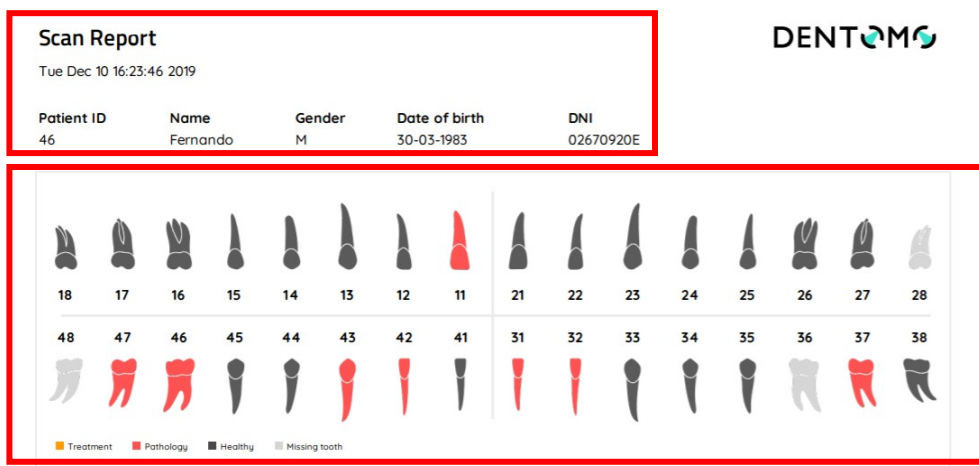 Scan Report
DENTOMO
Tue Dec 10 16:23:46 2019
Patient ID Name Gender Date of birth DNI
46 Fernando M 30-03-1983 02670920E
18 17 16 15 14 13 12 11 21 22 23 24 25 26 27 28
48 47 46 45 44 43 42 41 31 32 33 34 35 36 37 38
Treatment Pathology Healthy Missing tooth